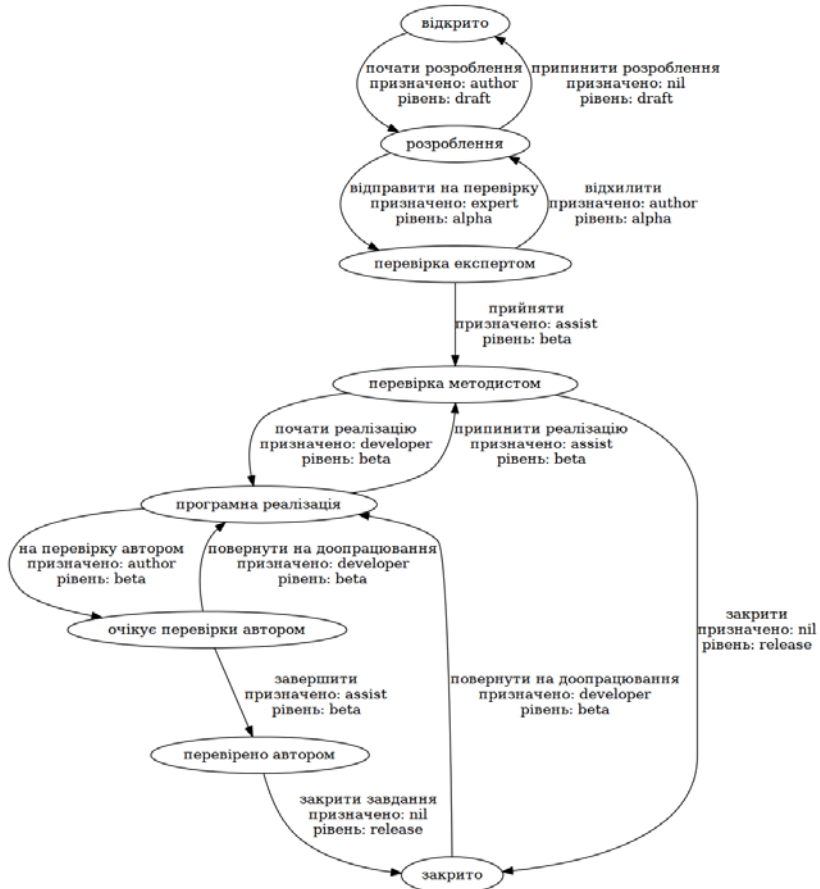 відкрито
почати розроблення
призначено: author
рівень: draft
припинити розроблення
призначено: nil
рівень: draft
розроблення
відправити на перевірку
призначено: expert
рівень: alpha
відхилити
призначено: author
рівень: alpha
перевірка експертом
прийняти
призначено: assist
рівень: beta
перевірка методистом
почати реалізацію
призначено: developer
рівень: beta
припинити реалізацію
призначено: assist
рівень: beta
програмна реалізація
на перевірку автором
призначено: author
рівень: beta
повернути на доопрацювання
призначено: developer
рівень: beta
очікує перевірки автором
закрити
призначено: nil
рівень: release
завершити
призначено: assist
рівень: beta
повернути на доопрацювання
призначено: developer
рівень: beta
перевірено автором
закрити завдання
призначено: nil
рівень: release
закрито